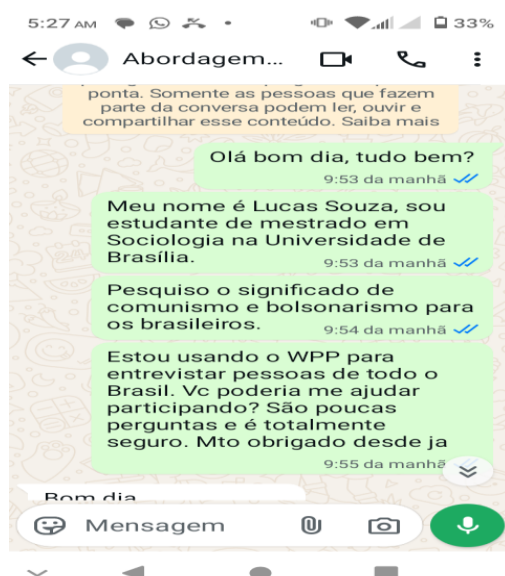 5:27 AM 33%
Abordagem...
ponta. Somente as pessoas que fazem
parte da conversa podem ler, ouvir e
compartilhar esse conteúdo. Saiba mais
Olá bom dia, tudo bem?
9:53 da manhã
Meu nome é Lucas Souza, sou
estudante de mestrado em
Sociologia na Universidade de
Brasília.
9:53 da manhã
Pesquiso o significado de
comunismo e bolsonarismo para
os brasileiros.
9:54 da manhã
Estou usando o WPP para
entrevistar pessoas de todo o
Brasil. Vc poderia me ajudar
participando? São poucas
perguntas e é totalmente
seguro. Mto obrigado desde ja
9:55 da manhã
Bom dia
Mensagem